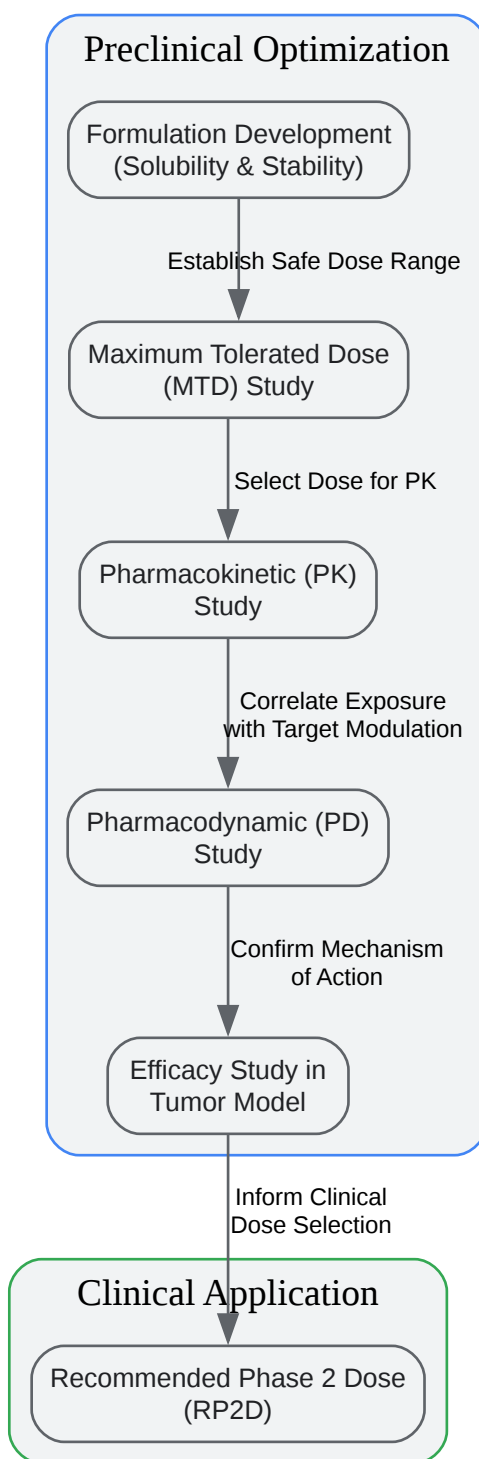 Preclinical Optimization
Formulation Development
(Solubility & Stability)
Establish Safe Dose Range
Maximum Tolerated Dose
(MTD) Study
Select Dose for PK
Pharmacokinetic (PK)
Study
Correlate Exposure
with Target Modulation
Pharmacodynamic (PD)
Study
Confirm Mechanism
of Action
Efficacy Study in
Tumor Model
Inform Clinical
Dose Selection
Clinical Application
Recommended Phase 2 Dose
(RP2D)